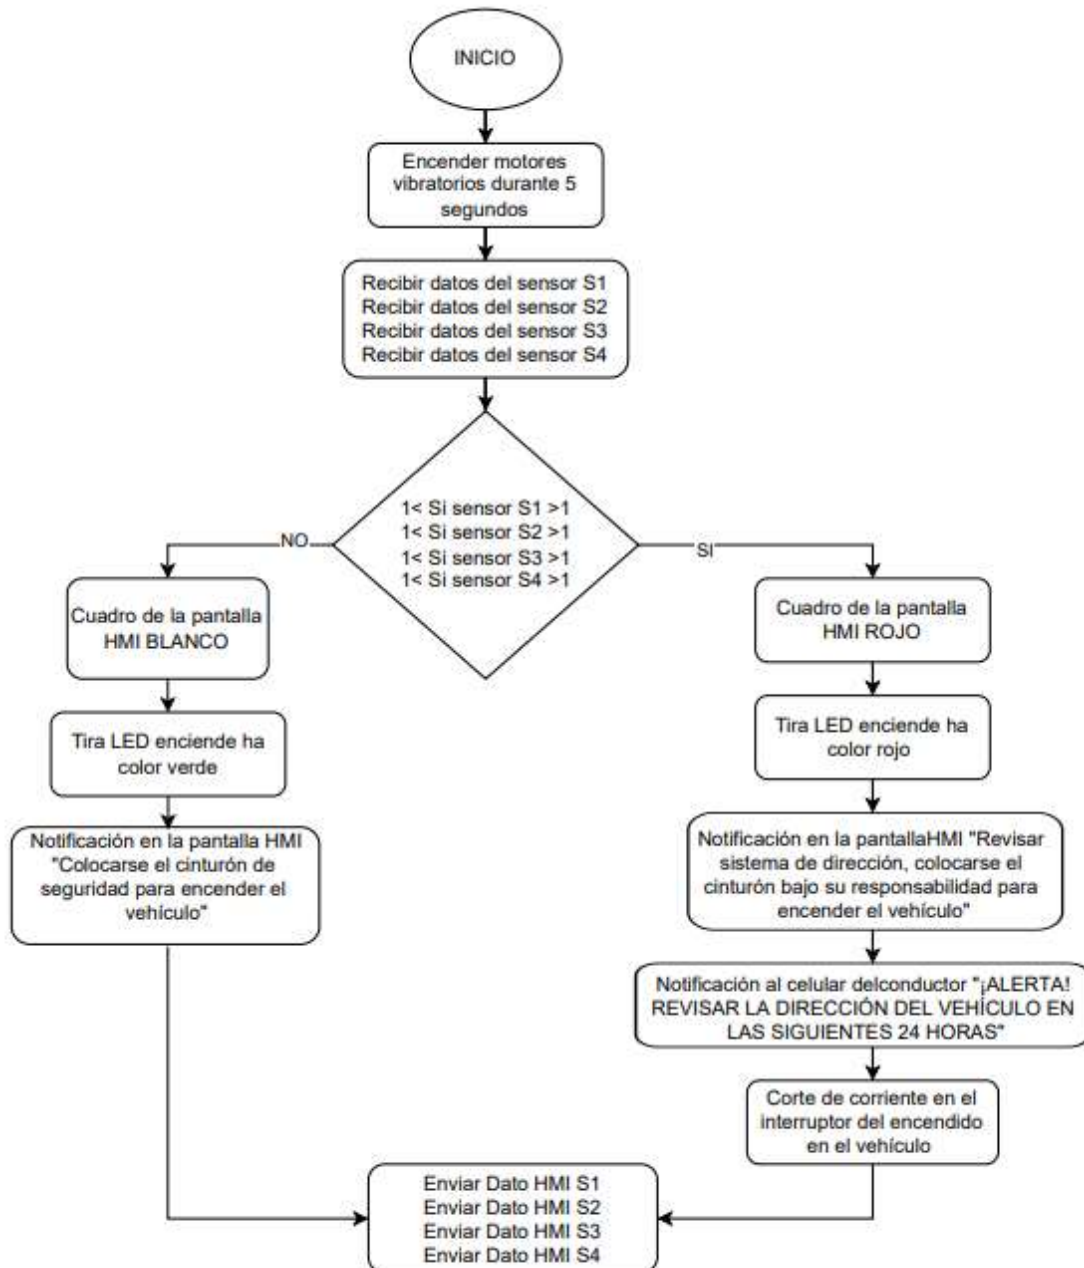 INICIO
Encender motores
vibratorios durante 5
segundos
Recibir datos del sensor S1
Recibir datos del sensor S2
Recibir datos del sensor S3
Recibir datos del sensor S4
1< Si sensor S1 >1
1< Si sensor S2 >1
1< Si sensor S3 >1
1< Si sensor S4 >1
NO
SI
Cuadro de la pantalla
HMI BLANCO
Tira LED enciende ha
color verde
Notificación en la pantalla HMI
"Colocarse el cinturón de
seguridad para encender el
vehículo"
Cuadro de la pantalla
HMI ROJO
Tira LED enciende ha
color rojo
Notificación en la pantallaHMI "Revisar
sistema de dirección, colocarse el
cinturón bajo su responsabilidad para
encender el vehículo"
Notificación al celular delconductor "¡ALERTA!
REVISAR LA DIRECCIÓN DEL VEHÍCULO EN
LAS SIGUIENTES 24 HORAS"
Corte de corriente en el
interruptor del encendido
en el vehículo
Enviar Dato HMI S1
Enviar Dato HMI S2
Enviar Dato HMI S3
Enviar Dato HMI S4